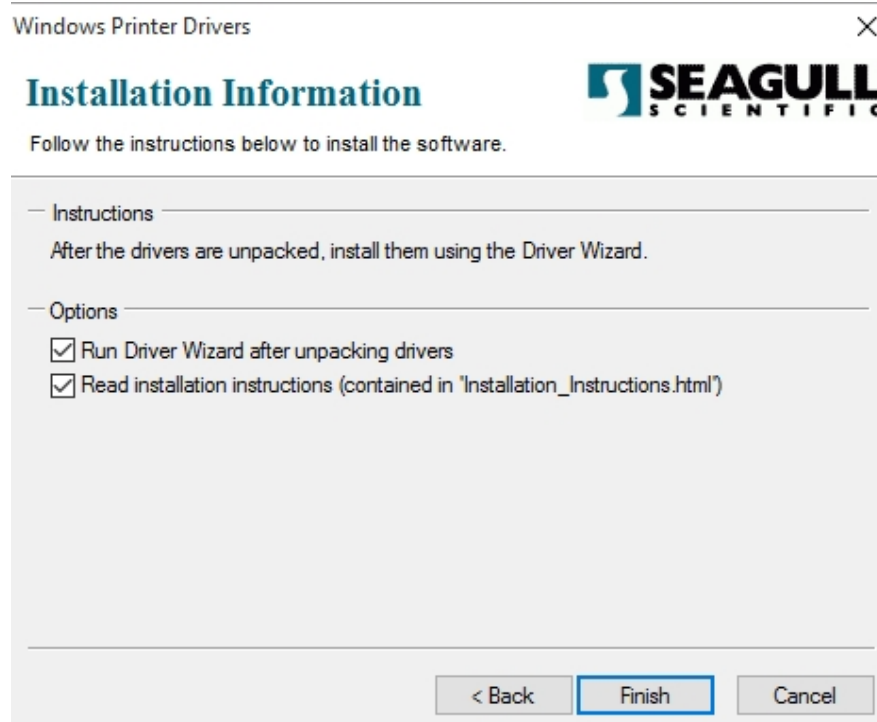 Windows Printer Drivers
Installation Information
SEAGULL
SCIENTIFIC
Follow the instructions below to install the software.
Instructions
After the drivers are unpacked, install them using the Driver Wizard.
Options
Run Driver Wizard after unpacking drivers
Read installation instructions (contained in 'Installation_Instructions.html')
< Back
Finish
Cancel